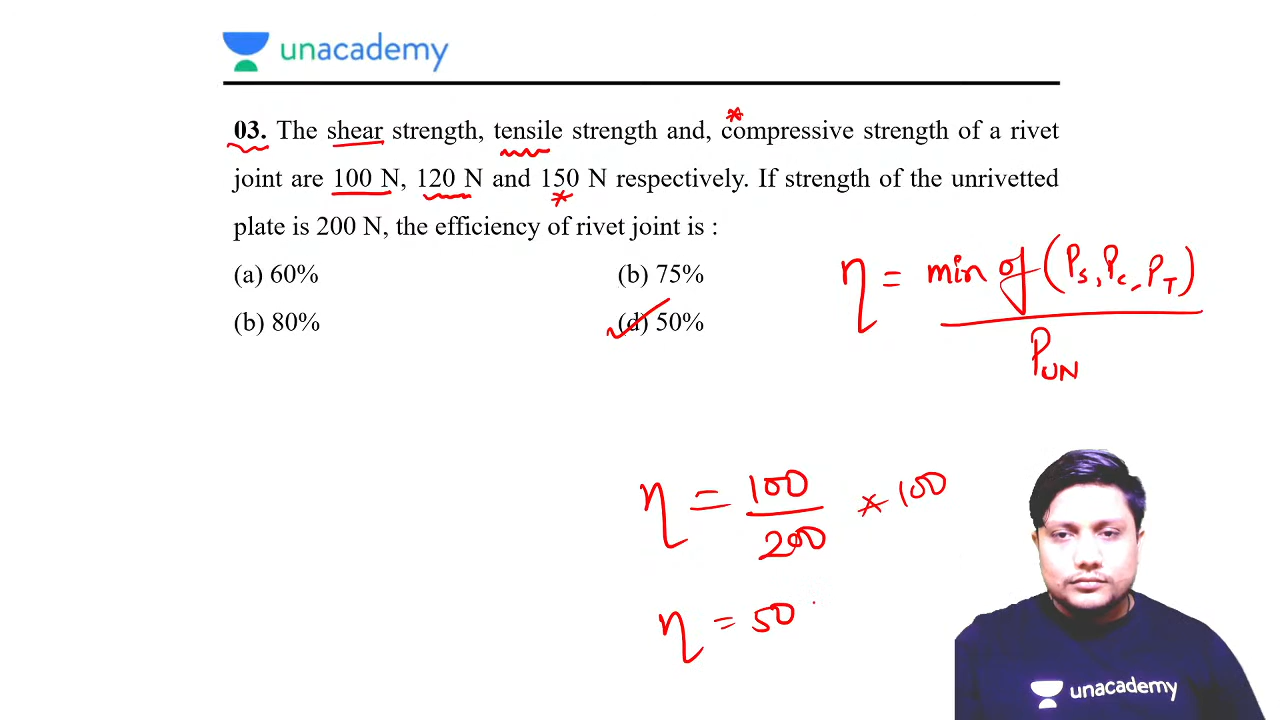 unacademy
03. The shear strength, tensile strength and, compressive strength of a rivet
joint are 100 N, 120 N and 150 N respectively. If strength of the unrivetted
plate is 200 N, the efficiency of rivet joint is :
(a) 60%
(b) 75%
(b) 80%
(d) 50%
η = min of (Ps, Pc, PT)
PUN
η = 100
200
* 100
η = 50
unacademy